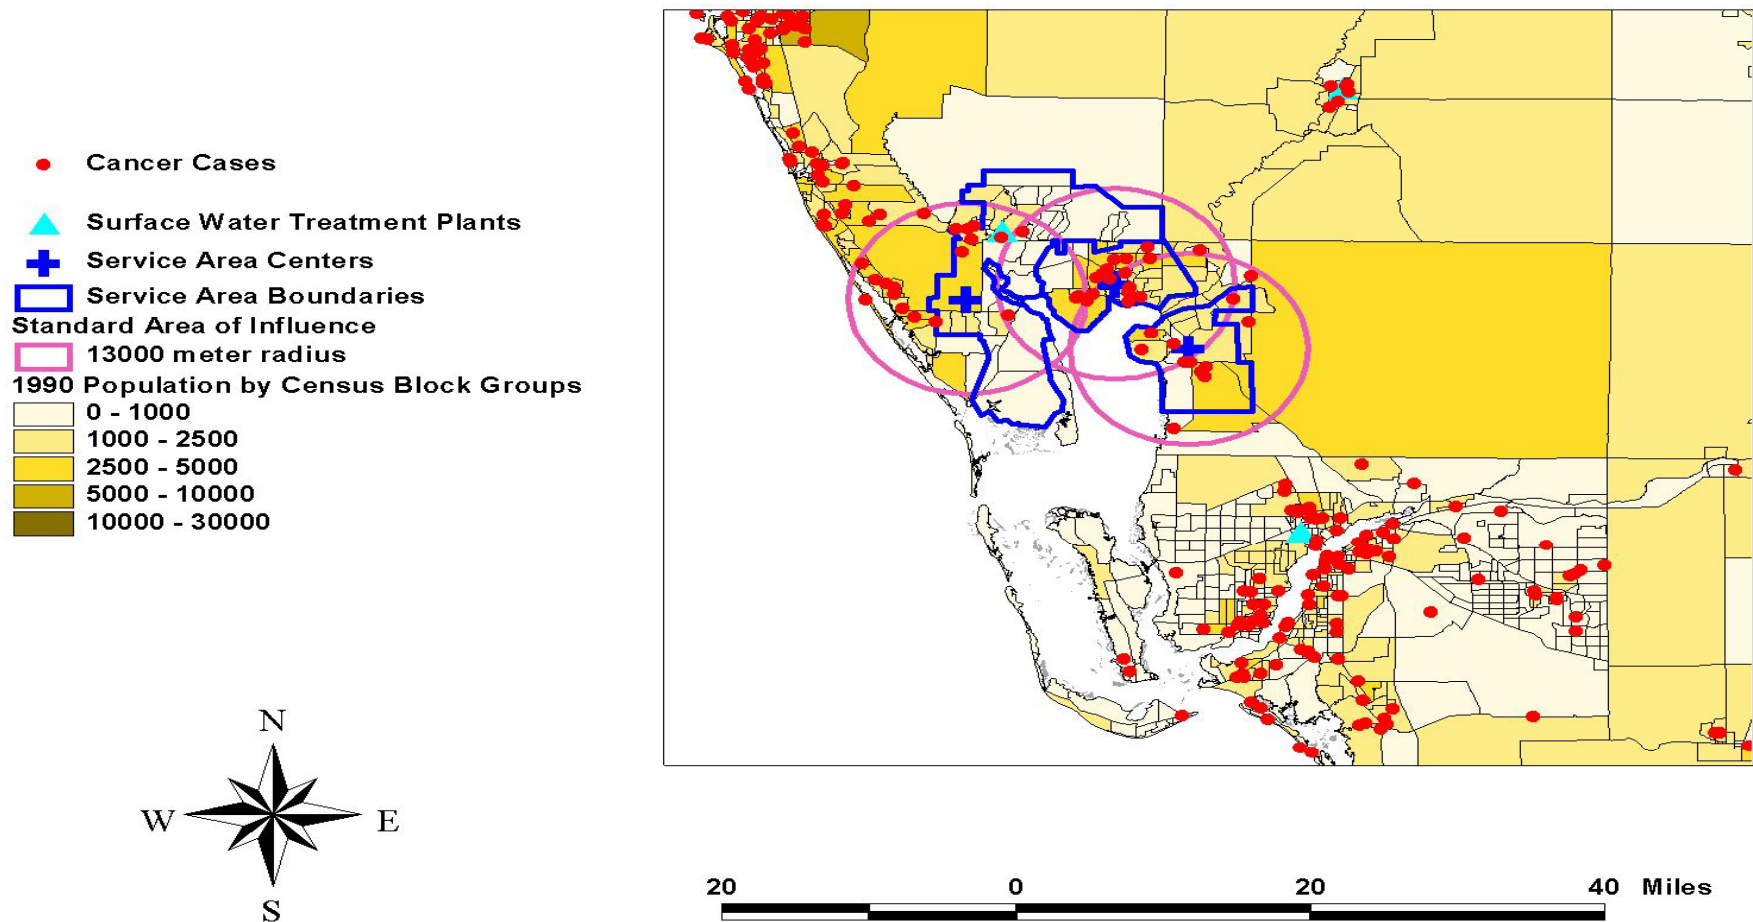 Cancer Cases
Surface Water Treatment Plants
Service Area Centers
Service Area Boundaries
Standard Area of Influence
13000 meter radius
1990 Population by Census Block Groups
0 - 1000
1000 - 2500
2500 - 5000
5000 - 10000
10000 - 30000
N
W E
S
20 0 20 40 Miles